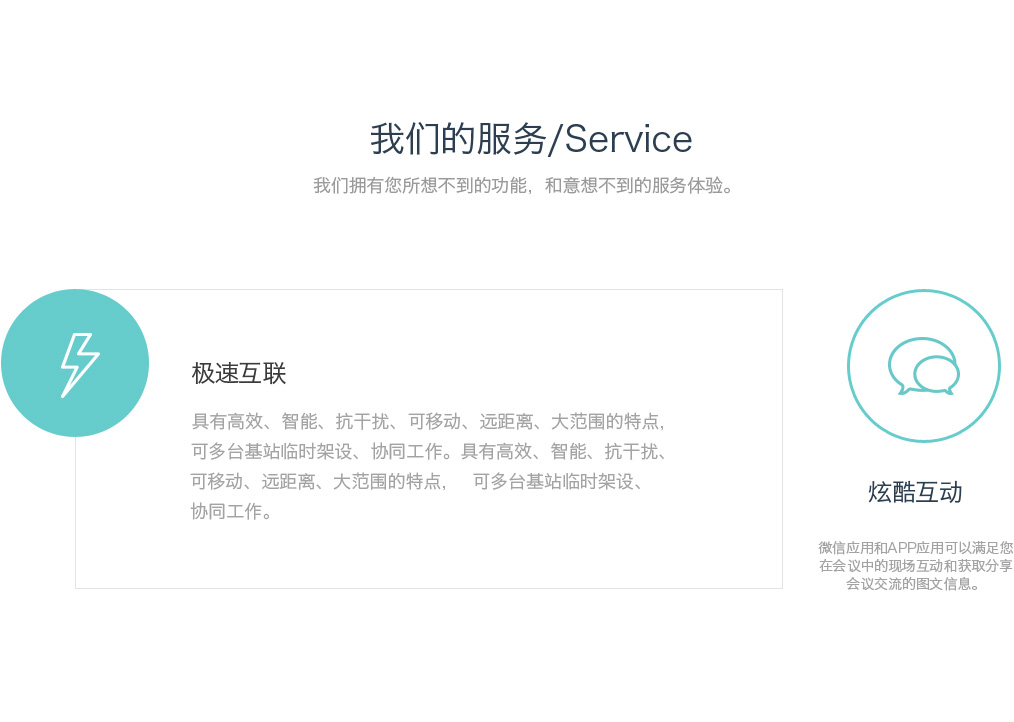 我们的服务/Service
我们拥有您所想不到的功能，和意想不到的服务体验。
极速互联
具有高效、智能、抗干扰、可移动、远距离、大范围的特点，
可多台基站临时架设、协同工作。具有高效、智能、抗干扰、
可移动、远距离、大范围的特点， 可多台基站临时架设、
协同工作。
炫酷互动
微信应用和APP应用可以满足您
在会议中的现场互动和获取分享
会议交流的图文信息。